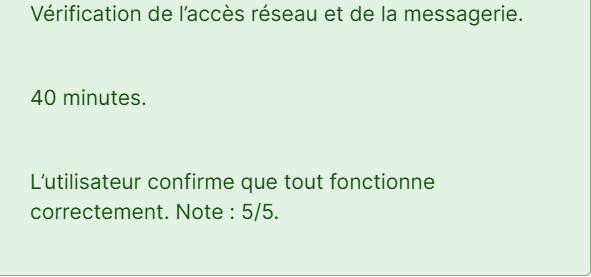 Vérification de l’accès réseau et de la messagerie.
40 minutes.
L’utilisateur confirme que tout fonctionne
correctement. Note : 5/5.